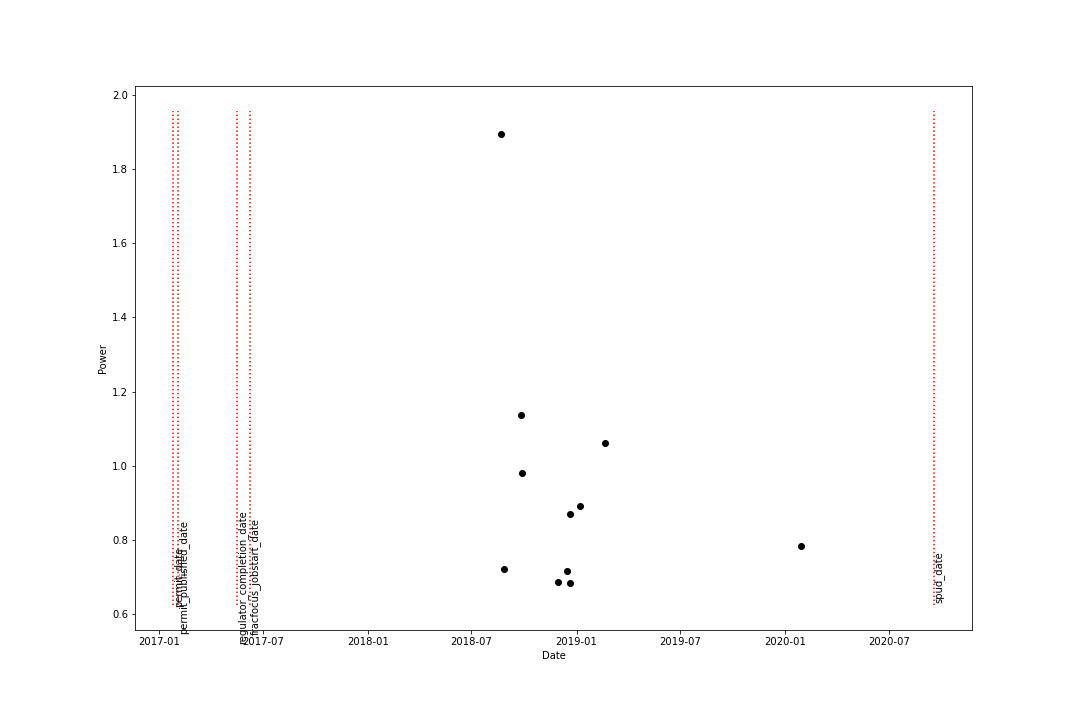 2.0
1.8
1.6
1.4
1.2
1.0
0.8
0.6
Power
permit_date
permit_published_date
regulator_completion_date
fracfocus_jobstart_date
spud_date
2017-01
2017-07
2018-01
2018-07
2019-01
2019-07
2020-01
2020-07
Date